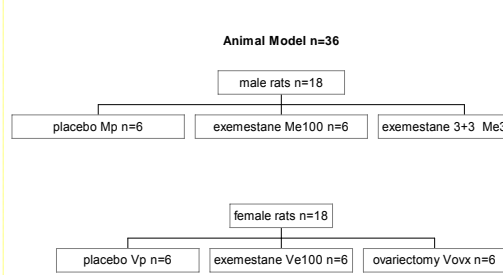 Animal Model n=36
male rats n=18
placebo Mp n=6
exemestane Me100 n=6
exemestane 3+3 Me3
female rats n=18
placebo Vp n=6
exemestane Ve100 n=6
ovariectomy Vovx n=6